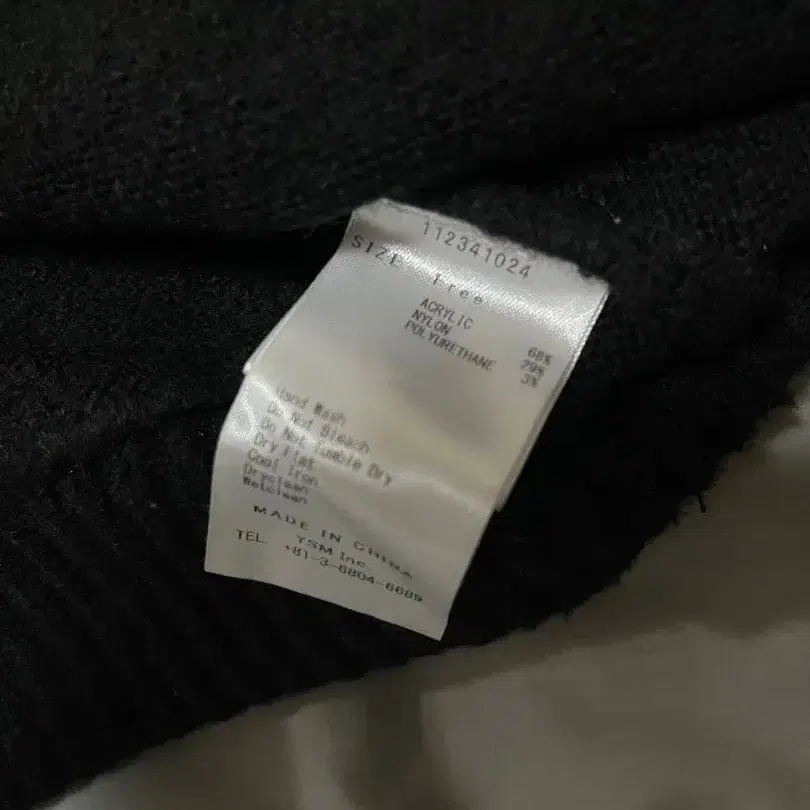 112341024
SIZE free
ACRYLIC 68%
NYLON 29%
POLYURETHANE 3%
Hand Wash
Do Not Bleach
Do Not Tumble Dry
Dry Flat
Cool Iron
Dryclean
Wetclean
MADE IN CHINA
YSM Inc.
TEL +81-3-6804-6689